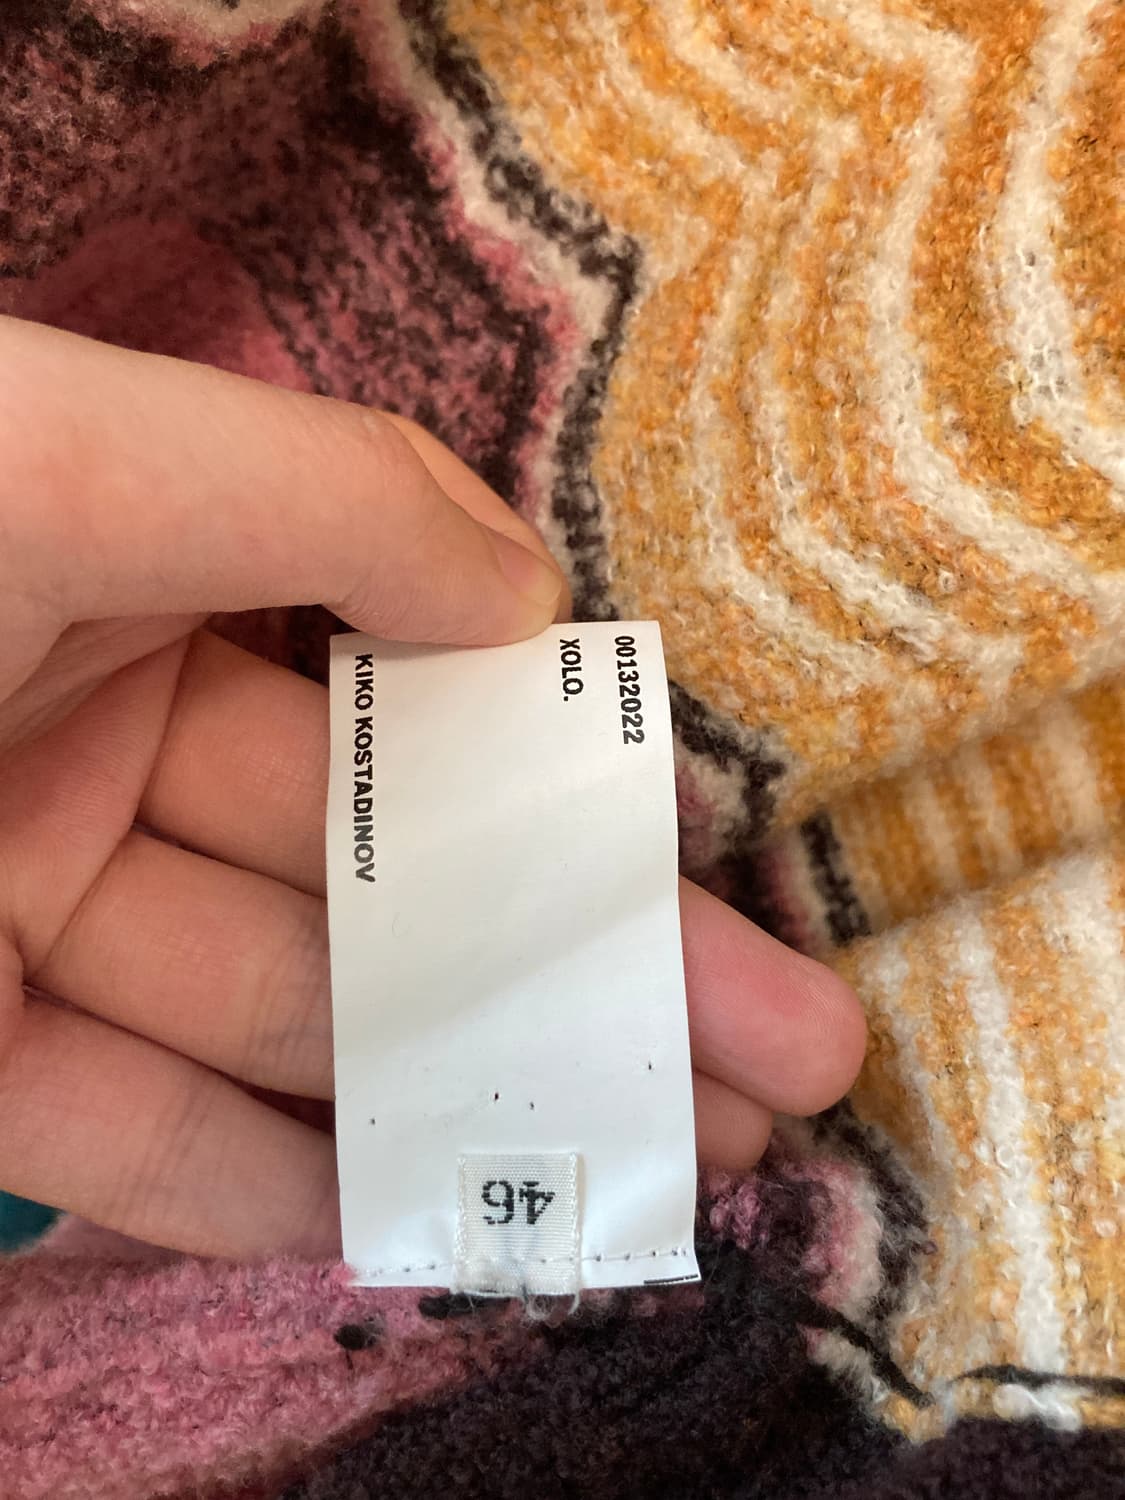 00132022
XOLO.
KIKO KOSTADINOV
46